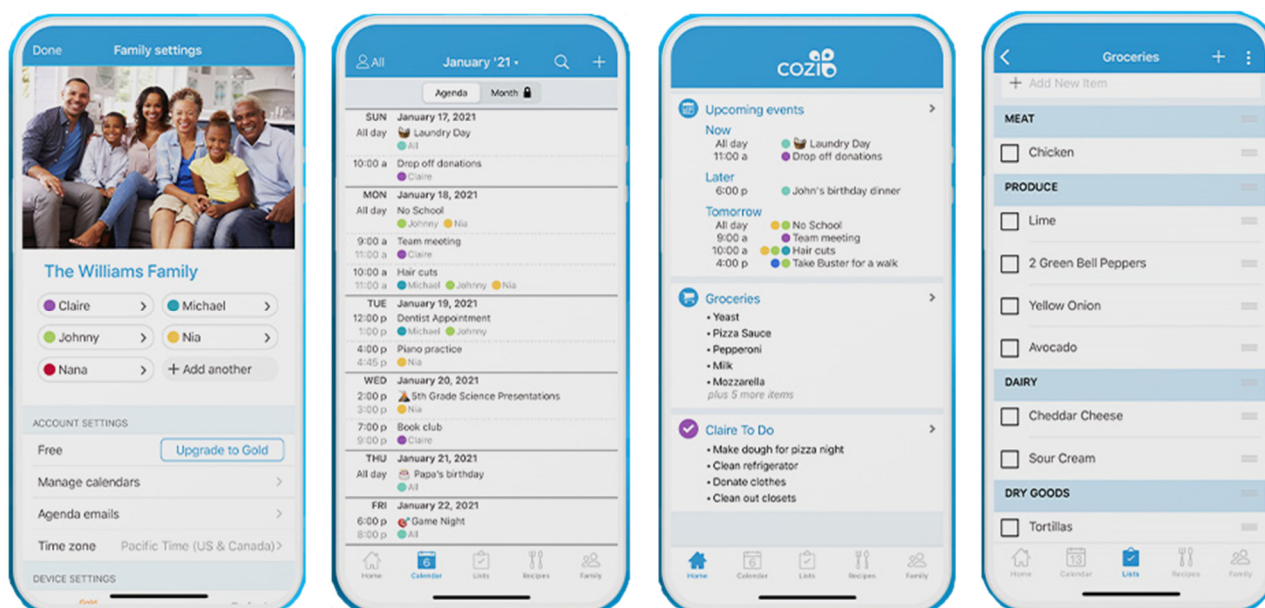 Done Family settings
The Williams Family
Claire Michael
Johnny Nia
Nana + Add another
ACCOUNT SETTINGS
Free Upgrade to Gold
Manage calendars
Agenda emails
Time zone Pacific Time (US & Canada)
DEVICE SETTINGS
All January '21
Agenda Month
SUN January 17, 2021
All day Laundry Day
All
10:00 a Drop off donations
Claire
MON January 18, 2021
All day No School
Johnny Nia
9:00 a Team meeting
11:00 a Claire
10:00 a Hair cuts
11:00 a Michael Johnny Nia
TUE January 19, 2021
12:00 p Dentist Appointment
1:00 p Michael Johnny
4:00 p Piano practice
4:45 p Nia
WED January 20, 2021
2:00 p 5th Grade Science Presentations
3:00 p Nia
7:00 p Book club
9:00 p Claire
THU January 21, 2021
All day Papa's birthday
All
FRI January 22, 2021
6:00 p Game Night
8:00 p All
6
Home Calendar Lists Recipes Family
cozi
Upcoming events
Now
All day Laundry Day
11:00 a Drop off donations
Later
6:00 p John's birthday dinner
Tomorrow
All day No School
9:00 a Team meeting
10:00 a Hair cuts
4:00 p Take Buster for a walk
Groceries
• Yeast
• Pizza Sauce
• Pepperoni
• Milk
• Mozzarella
plus 5 more items
Claire To Do
• Make dough for pizza night
• Clean refrigerator
• Donate clothes
• Clean out closets
6
Home Calendar Lists Recipes Family
Groceries
+ Add New Item
MEAT
Chicken
PRODUCE
Lime
2 Green Bell Peppers
Yellow Onion
Avocado
DAIRY
Cheddar Cheese
Sour Cream
DRY GOODS
Tortillas
13
Home Calendar Lists Recipes Family